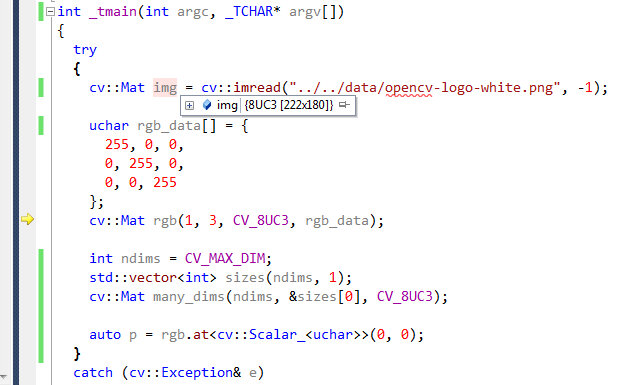 int _tmain(int argc, _TCHAR* argv[])
{
try
{
cv::Mat img = cv::imread("../../data/opencv-logo-white.png", -1);
img {8UC3 [222x180]}
uchar rgb_data[] = {
255, 0, 0,
0, 255, 0,
0, 0, 255
};
cv::Mat rgb(1, 3, CV_8UC3, rgb_data);
int ndims = CV_MAX_DIM;
std::vector<int> sizes(ndims, 1);
cv::Mat many_dims(ndims, &sizes[0], CV_8UC3);
auto p = rgb.at<cv::Scalar_<uchar>>(0, 0);
}
catch (cv::Exception& e)